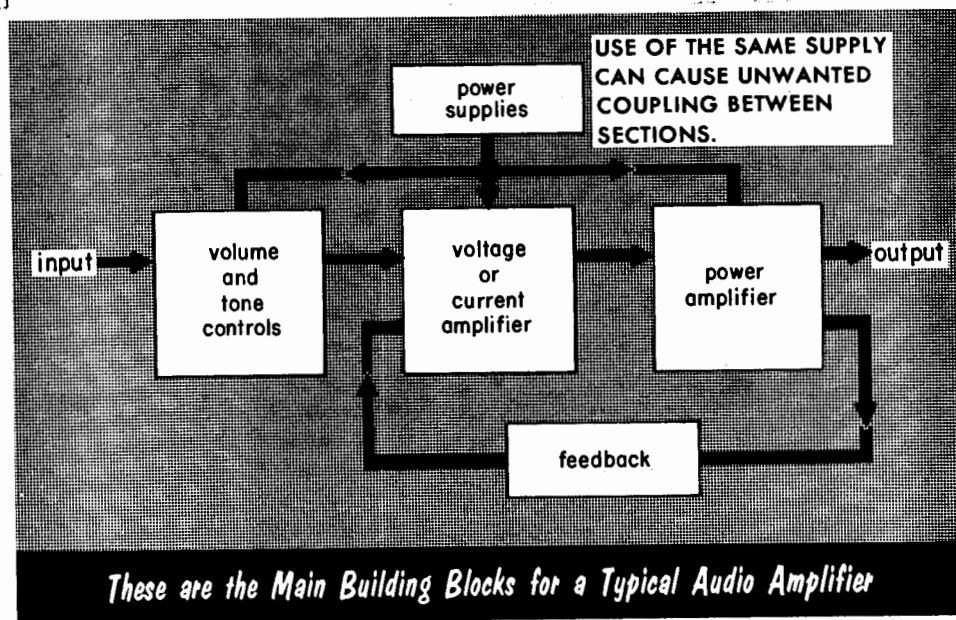 USE OF THE SAME SUPPLY
CAN CAUSE UNWANTED
COUPLING BETWEEN
SECTIONS.
power
supplies
input
volume
and
tone
controls
voltage
or
current
amplifier
power
amplifier
output
feedback
These are the Main Building Blocks for a Typical Audio Amplifier